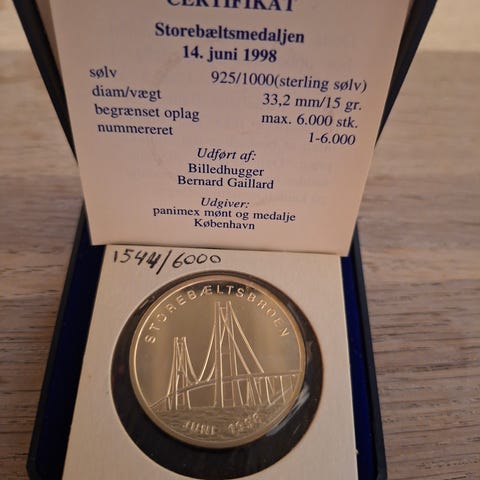 CERTIFIKAT
Storebæltsmedaljen
14. juni 1998
sølv 925/1000(sterling sølv)
diam/vægt 33,2 mm/15 gr.
begrænset oplag max. 6.000 stk.
nummereret 1-6.000
Udført af:
Billedhugger
Bernard Gaillard
Udgiver:
panimex mønt og medalje
København
1544/6000
STOREBÆLTSBROEN
JUNI 1998